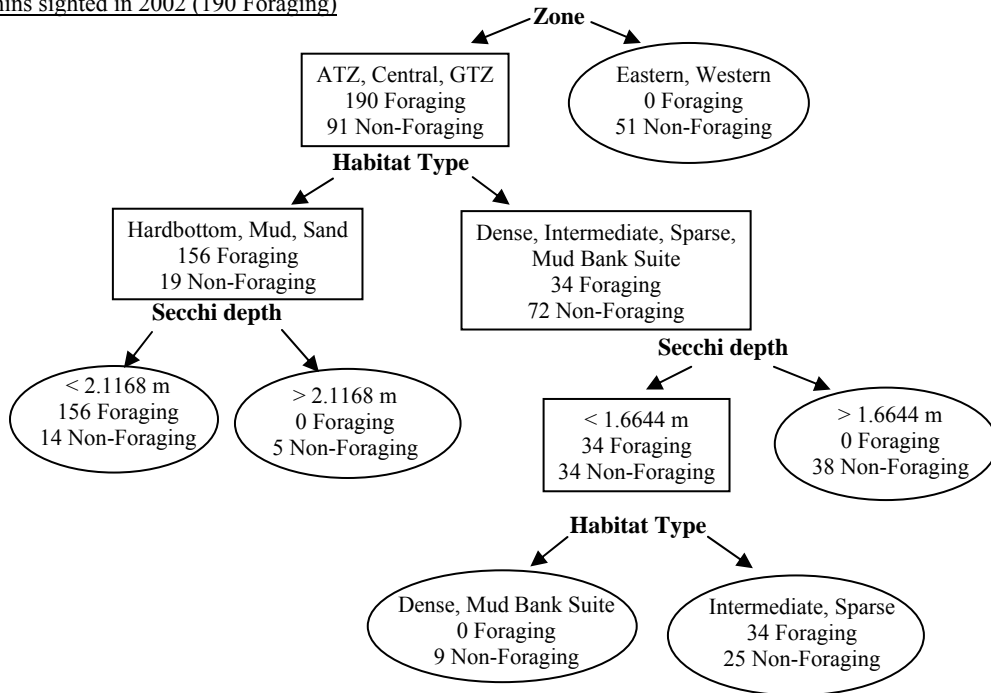 sighted in 2002 (190 Foraging)
Zone
ATZ, Central, GTZ
190 Foraging
91 Non-Foraging
Eastern, Western
0 Foraging
51 Non-Foraging
Habitat Type
Hardbottom, Mud, Sand
156 Foraging
19 Non-Foraging
Dense, Intermediate, Sparse,
Mud Bank Suite
34 Foraging
72 Non-Foraging
Secchi depth
< 2.1168 m
156 Foraging
14 Non-Foraging
> 2.1168 m
0 Foraging
5 Non-Foraging
Secchi depth
< 1.6644 m
34 Foraging
34 Non-Foraging
> 1.6644 m
0 Foraging
38 Non-Foraging
Habitat Type
Dense, Mud Bank Suite
0 Foraging
9 Non-Foraging
Intermediate, Sparse
34 Foraging
25 Non-Foraging